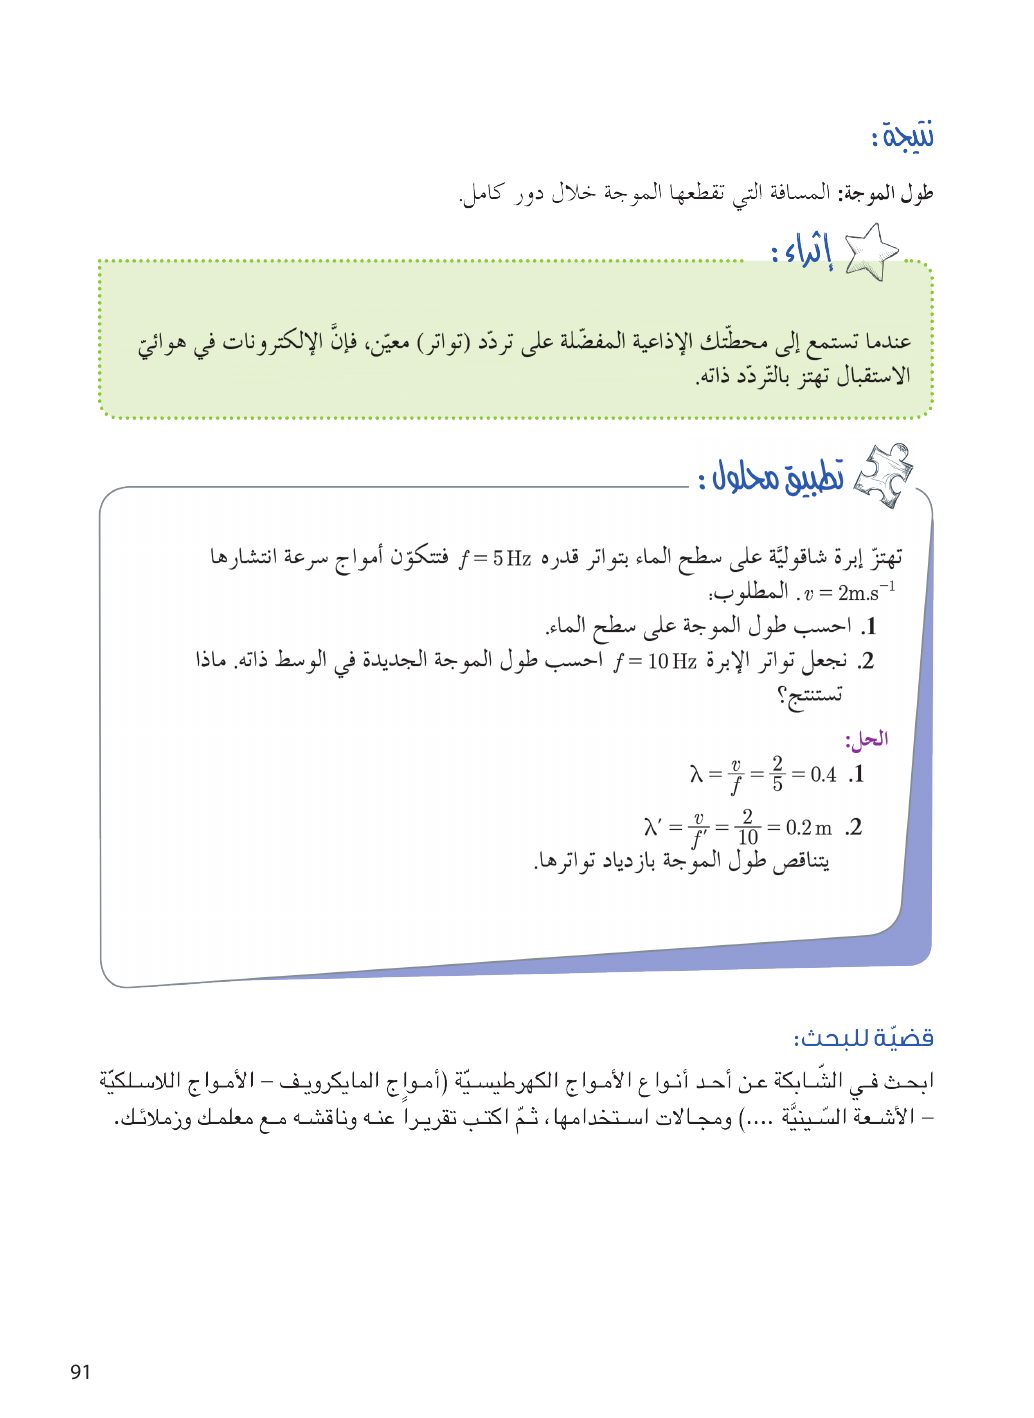 نتيجة:
طول الموجة: المسافة التي تقطعها الموجة خلال دور كامل.
إثراء:
عندما تستمع إلى محطّتك الإذاعية المفضّلة على تردّد (تواتر) معيّن، فإنَّ الإلكترونات في هوائيّ
الاستقبال تهتز بالتّردّد ذاته.
تطبيق محلول:
تهتزّ إبرة شاقوليَّة على سطح الماء بتواتر قدره f = 5 Hz فتتكوّن أمواج سرعة انتشارها
v = 2m.s⁻¹. المطلوب:
1. احسب طول الموجة على سطح الماء.
2. نجعل تواتر الإبرة f = 10 Hz احسب طول الموجة الجديدة في الوسط ذاته. ماذا
تستنتج؟
الحل:
1. λ = v/f = 2/5 = 0.4
2. λ′ = v/f′ = 2/10 = 0.2 m
يتناقص طول الموجة بازدياد تواترها.
قضيّة للبحث:
ابحث في الشّابكة عن أحد أنواع الأمواج الكهرطيسيّة (أمواج المايكرويف – الأمواج اللاسلكيّة
– الأشعة السّينيَّة ....) ومجالات استخدامها، ثمّ اكتب تقريراً عنه وناقشه مع معلمك وزملائك.
91